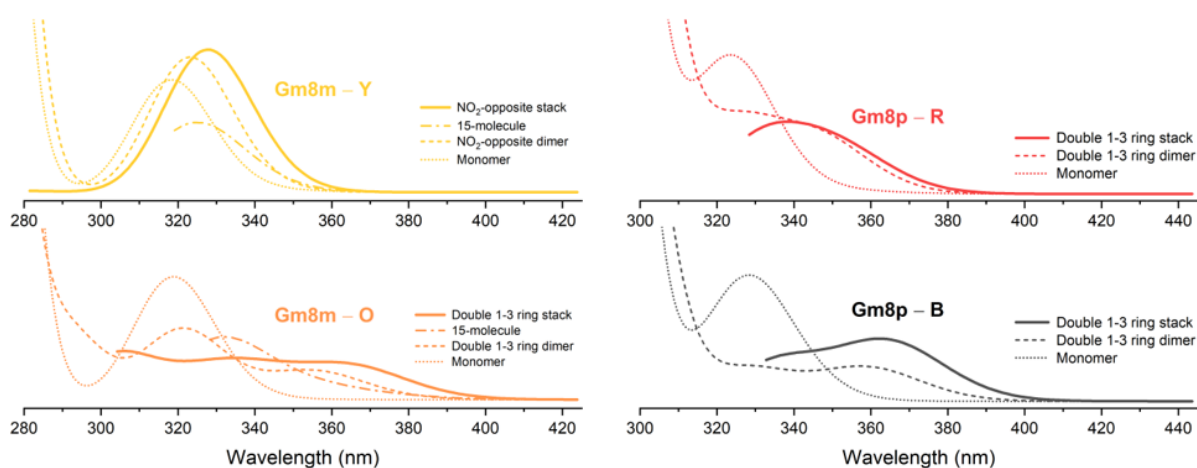 Gm8m – Y
NO₂-opposite stack
15-molecule
NO₂-opposite dimer
Monomer
280 300 320 340 360 380 400 420
Gm8m – O
Double 1-3 ring stack
15-molecule
Double 1-3 ring dimer
Monomer
280 300 320 340 360 380 400 420
Wavelength (nm)
Gm8p – R
Double 1-3 ring stack
Double 1-3 ring dimer
Monomer
300 320 340 360 380 400 420 440
Gm8p – B
Double 1-3 ring stack
Double 1-3 ring dimer
Monomer
300 320 340 360 380 400 420 440
Wavelength (nm)